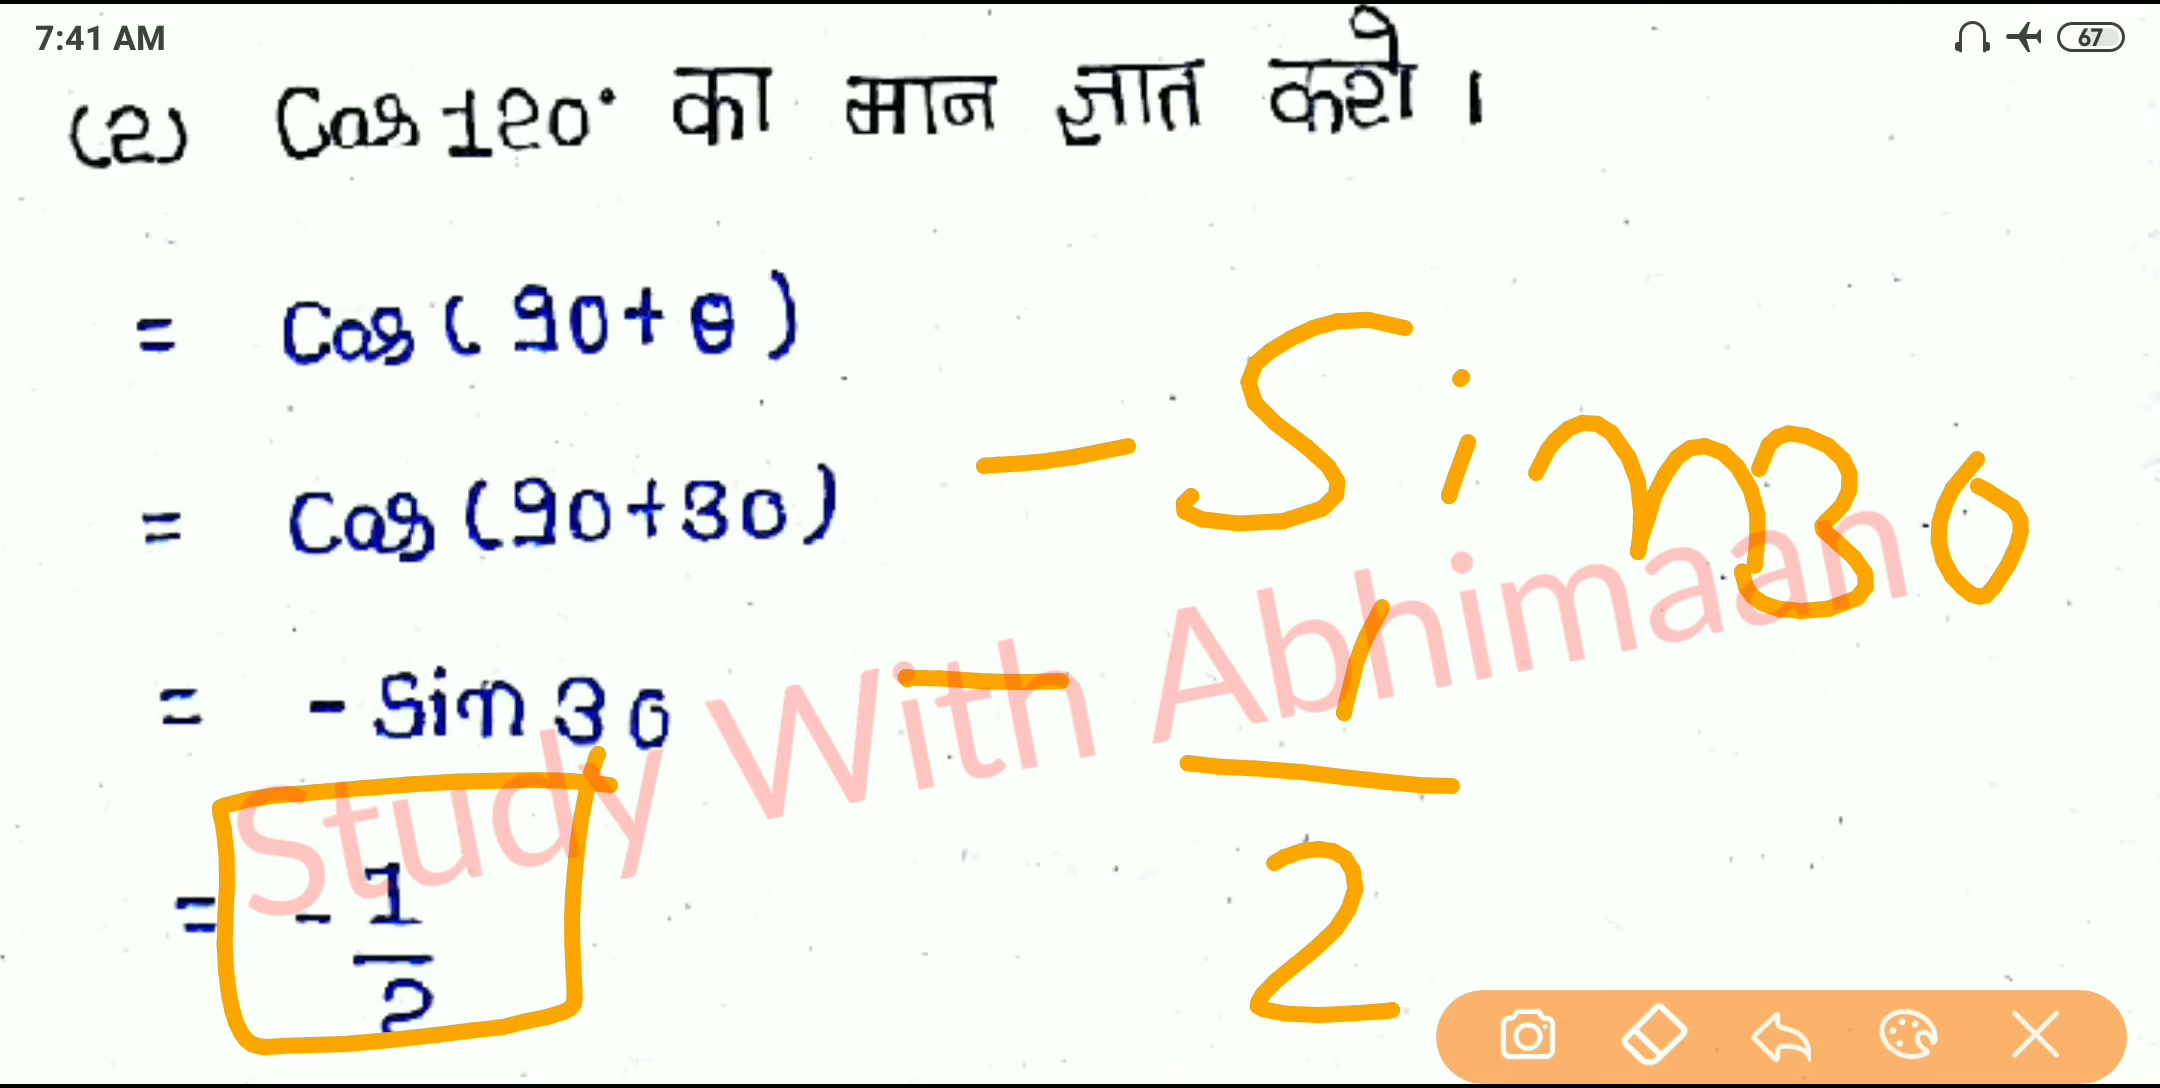 7:41 AM
67
(2) Cos 120° का मान ज्ञात करो ।
= Cos ( 90 + θ )
= Cos (90+30)
- Sin30
= - Sin 30
- 1
2
= - 1
2
Study With Abhimaan